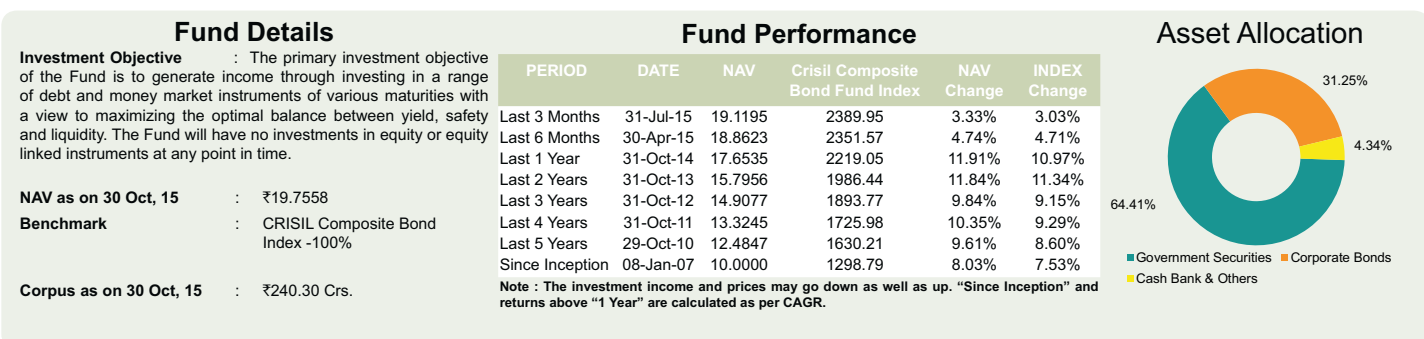 Fund Details
Investment Objective : The primary investment objective
of the Fund is to generate income through investing in a range
of debt and money market instruments of various maturities with
a view to maximizing the optimal balance between yield, safety
and liquidity. The Fund will have no investments in equity or equity
linked instruments at any point in time.
NAV as on 30 Oct, 15 : ₹19.7558
Benchmark : CRISIL Composite Bond
Index -100%
Corpus as on 30 Oct, 15 : ₹240.30 Crs.
Fund Performance
PERIOD DATE NAV Crisil Composite NAV INDEX
Bond Fund Index Change Change
Last 3 Months 31-Jul-15 19.1195 2389.95 3.33% 3.03%
Last 6 Months 30-Apr-15 18.8623 2351.57 4.74% 4.71%
Last 1 Year 31-Oct-14 17.6535 2219.05 11.91% 10.97%
Last 2 Years 31-Oct-13 15.7956 1986.44 11.84% 11.34%
Last 3 Years 31-Oct-12 14.9077 1893.77 9.84% 9.15%
Last 4 Years 31-Oct-11 13.3245 1725.98 10.35% 9.29%
Last 5 Years 29-Oct-10 12.4847 1630.21 9.61% 8.60%
Since Inception 08-Jan-07 10.0000 1298.79 8.03% 7.53%
Note : The investment income and prices may go down as well as up. “Since Inception” and
returns above “1 Year” are calculated as per CAGR.
Asset Allocation
31.25%
4.34%
64.41%
Government Securities Corporate Bonds
Cash Bank & Others